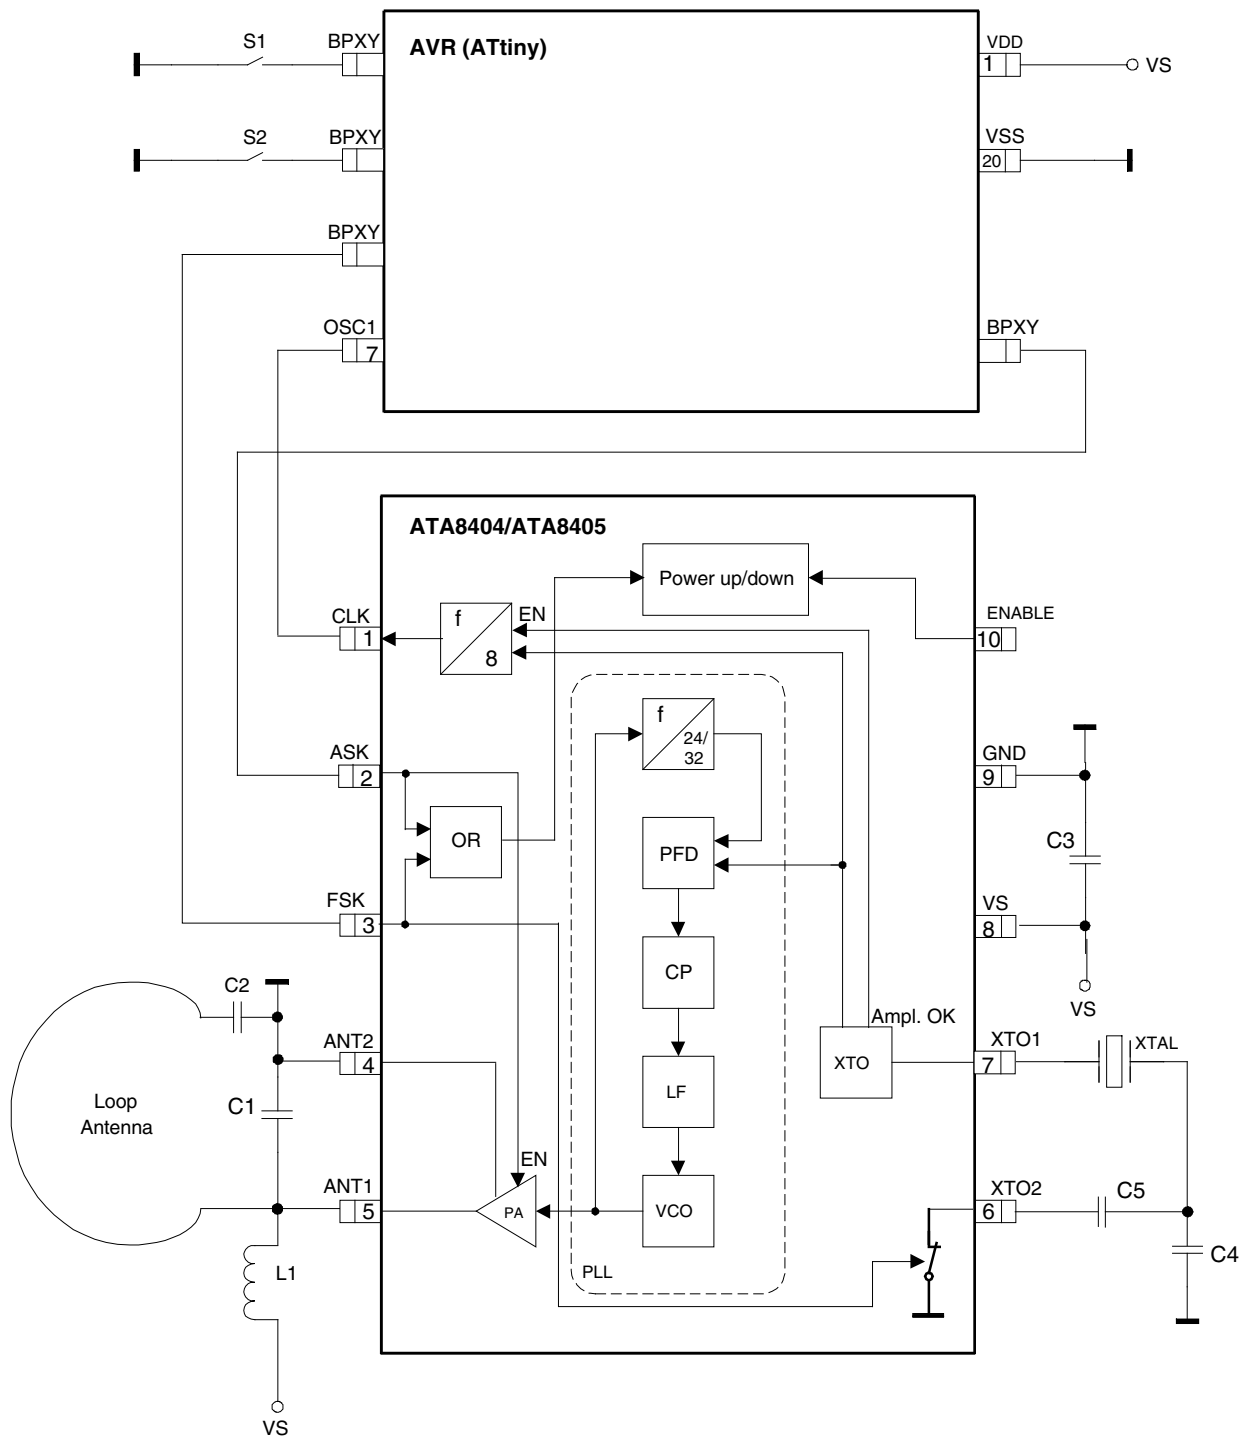 S1
BPXY
AVR (ATtiny)
VDD
1
VS
S2
BPXY
VSS
20
BPXY
OSC1
7
BPXY
ATA8404/ATA8405
Power up/down
CLK
1
f
8
EN
ENABLE
10
f
24/
32
ASK
2
GND
9
OR
PFD
C3
FSK
3
VS
8
CP
C2
VS
Ampl. OK
ANT2
4
XTO
XTO1
7
XTAL
LF
Loop
Antenna
C1
EN
ANT1
5
PA
VCO
XTO2
6
C5
C4
L1
PLL
VS